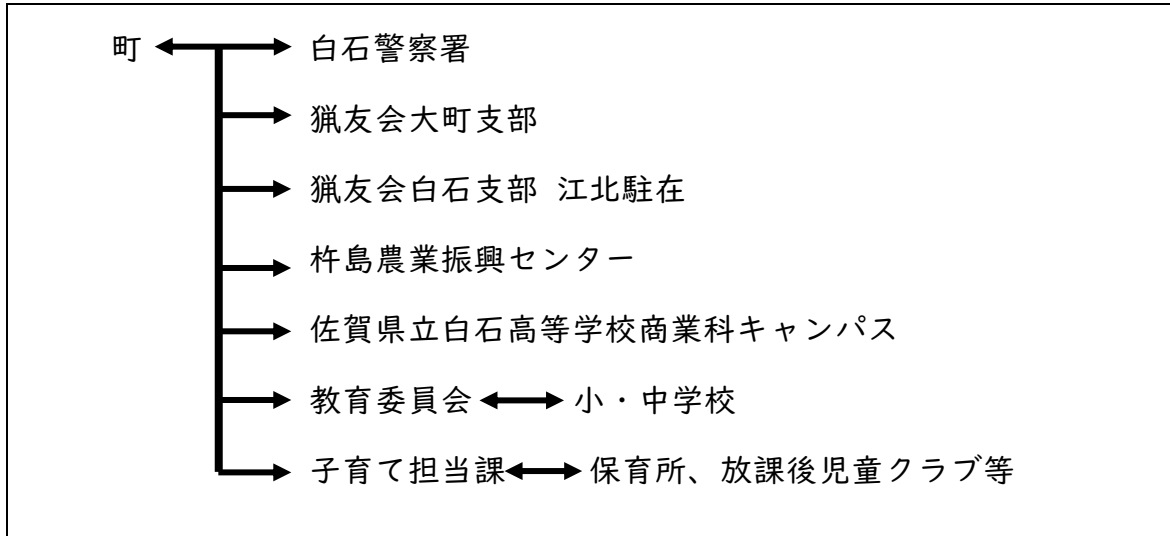 町 白石警察署
猟友会大町支部
猟友会白石支部 江北駐在
杵島農業振興センター
佐賀県立白石高等学校商業科キャンパス
教育委員会 小・中学校
子育て担当課 保育所、放課後児童クラブ等